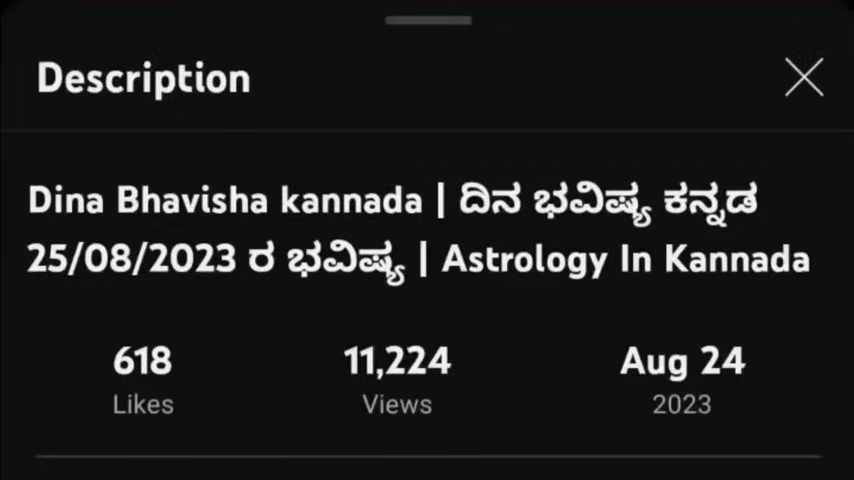 Description
Dina Bhavisha kannada | ದಿನ ಭವಿಷ್ಯ ಕನ್ನಡ
25/08/2023 ರ ಭವಿಷ್ಯ | Astrology In Kannada
618 11,224 Aug 24
Likes Views 2023